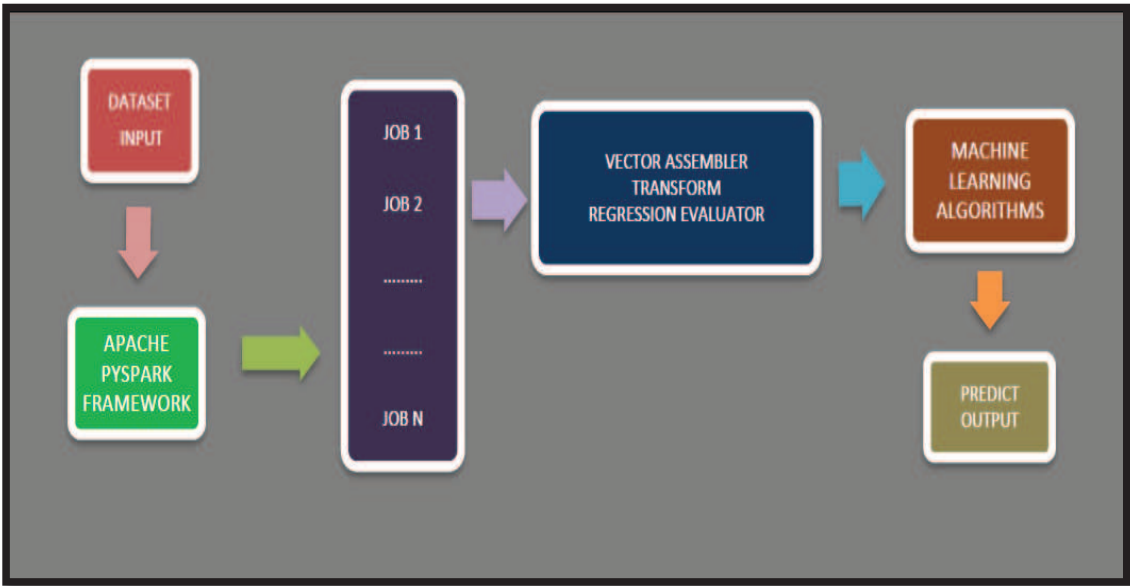 DATASET
INPUT
APACHE
PYSPARK
FRAMEWORK
JOB 1
JOB 2
.........
.........
JOB N
VECTOR ASSEMBLER
TRANSFORM
REGRESSION EVALUATOR
MACHINE
LEARNING
ALGORITHMS
PREDICT
OUTPUT